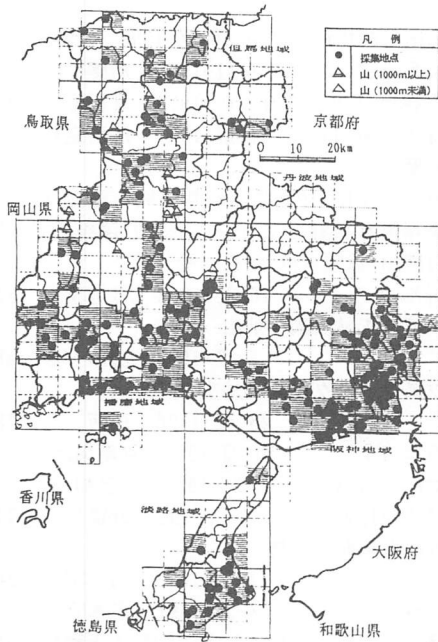 凡 例
採集地点
山 (1000m以上)
山 (1000m未満)
但馬地域
鳥取県
京都府
0 10 20km
丹波地域
岡山県
播磨地域
阪神地域
香川県
淡路地域
大阪府
徳島県
和歌山県